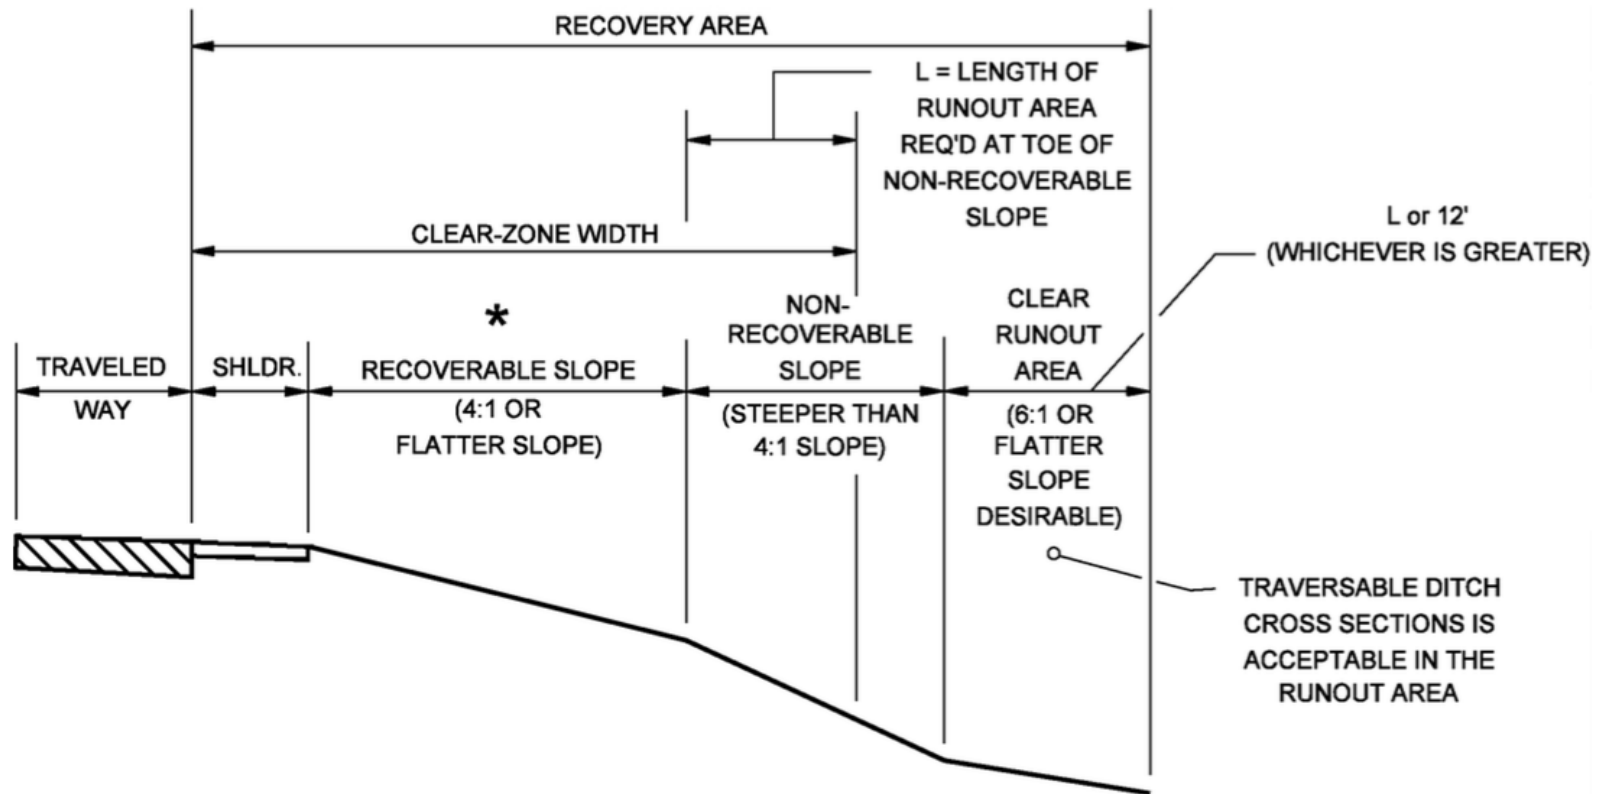 RECOVERY AREA
L = LENGTH OF
RUNOUT AREA
REQ'D AT TOE OF
NON-RECOVERABLE
SLOPE
L or 12'
(WHICHEVER IS GREATER)
CLEAR-ZONE WIDTH
TRAVELED
WAY
SHLDR.
*
RECOVERABLE SLOPE
(4:1 OR
FLATTER SLOPE)
NON-
RECOVERABLE
SLOPE
(STEEPER THAN
4:1 SLOPE)
CLEAR
RUNOUT
AREA
(6:1 OR
FLATTER
SLOPE
DESIRABLE)
TRAVERSABLE DITCH
CROSS SECTIONS IS
ACCEPTABLE IN THE
RUNOUT AREA